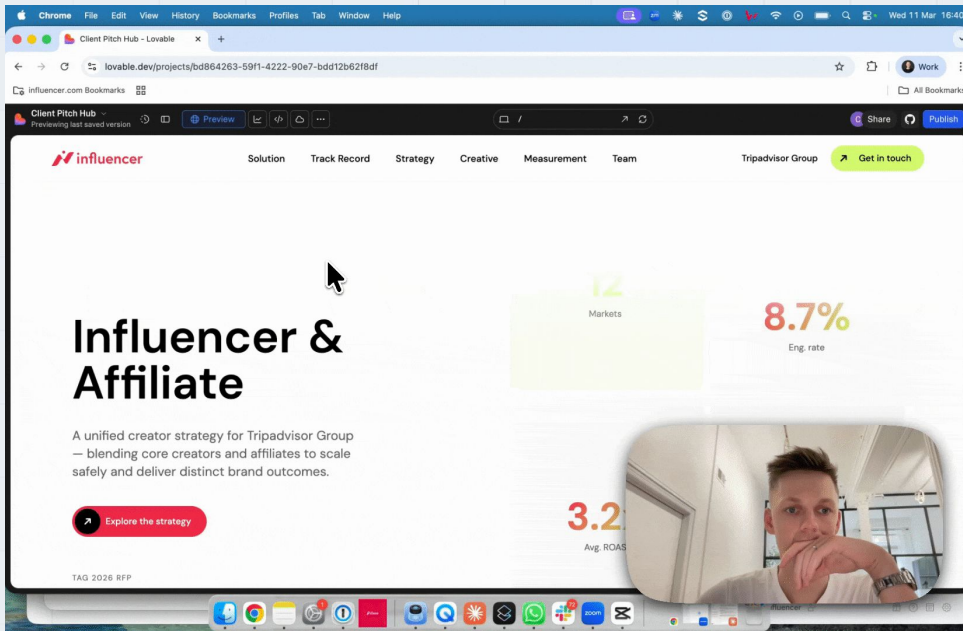 Chrome File Edit View History Bookmarks Profiles Tab Window Help Wed 11 Mar 16:40
Client Pitch Hub - Lovable
lovable.dev/projects/bd864263-59f1-4222-90e7-bdd12b62f8df
Work
influencer.com Bookmarks
All Bookmarks
Client Pitch Hub
Previewing last saved version
Preview
/
C Share
Publish
influencer
Solution Track Record Strategy Creative Measurement Team Tripadvisor Group Get in touch
12
Markets
8.7%
Eng. rate
Influencer &
Affiliate
A unified creator strategy for Tripadvisor Group
— blending core creators and affiliates to scale
safely and deliver distinct brand outcomes.
Explore the strategy
3.2
Avg. ROAS
TAG 2026 RFP
zoom
influencer